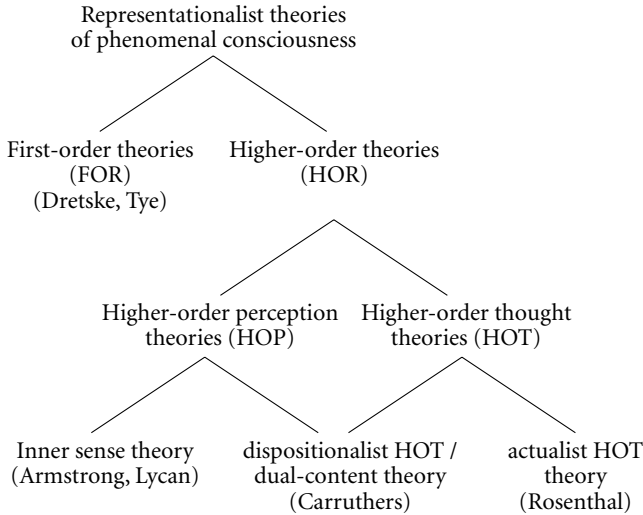 Representationalist theories
of phenomenal consciousness
First-order theories
(FOR)
(Dretske, Tye)
Higher-order theories
(HOR)
Higher-order perception
theories (HOP)
Higher-order thought
theories (HOT)
Inner sense theory
(Armstrong, Lycan)
dispositionalist HOT /
dual-content theory
(Carruthers)
actualist HOT
theory
(Rosenthal)